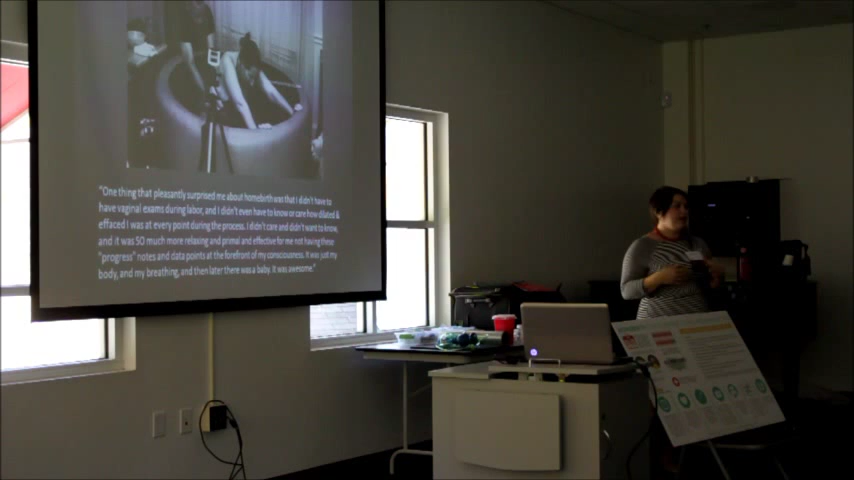 "One thing that pleasantly surprised me about homebirth was that I didn't have to
have vaginal exams during labor, and I didn't even have to know or care how dilated &
effaced I was at every point during the process. I didn't care and didn't want to know,
and it was SO much more relaxing and primal and effective for me not having these
"progress" notes and data points at the forefront of my consciousness. It was just my
body, and my breathing, and then later there was a baby. It was awesome."